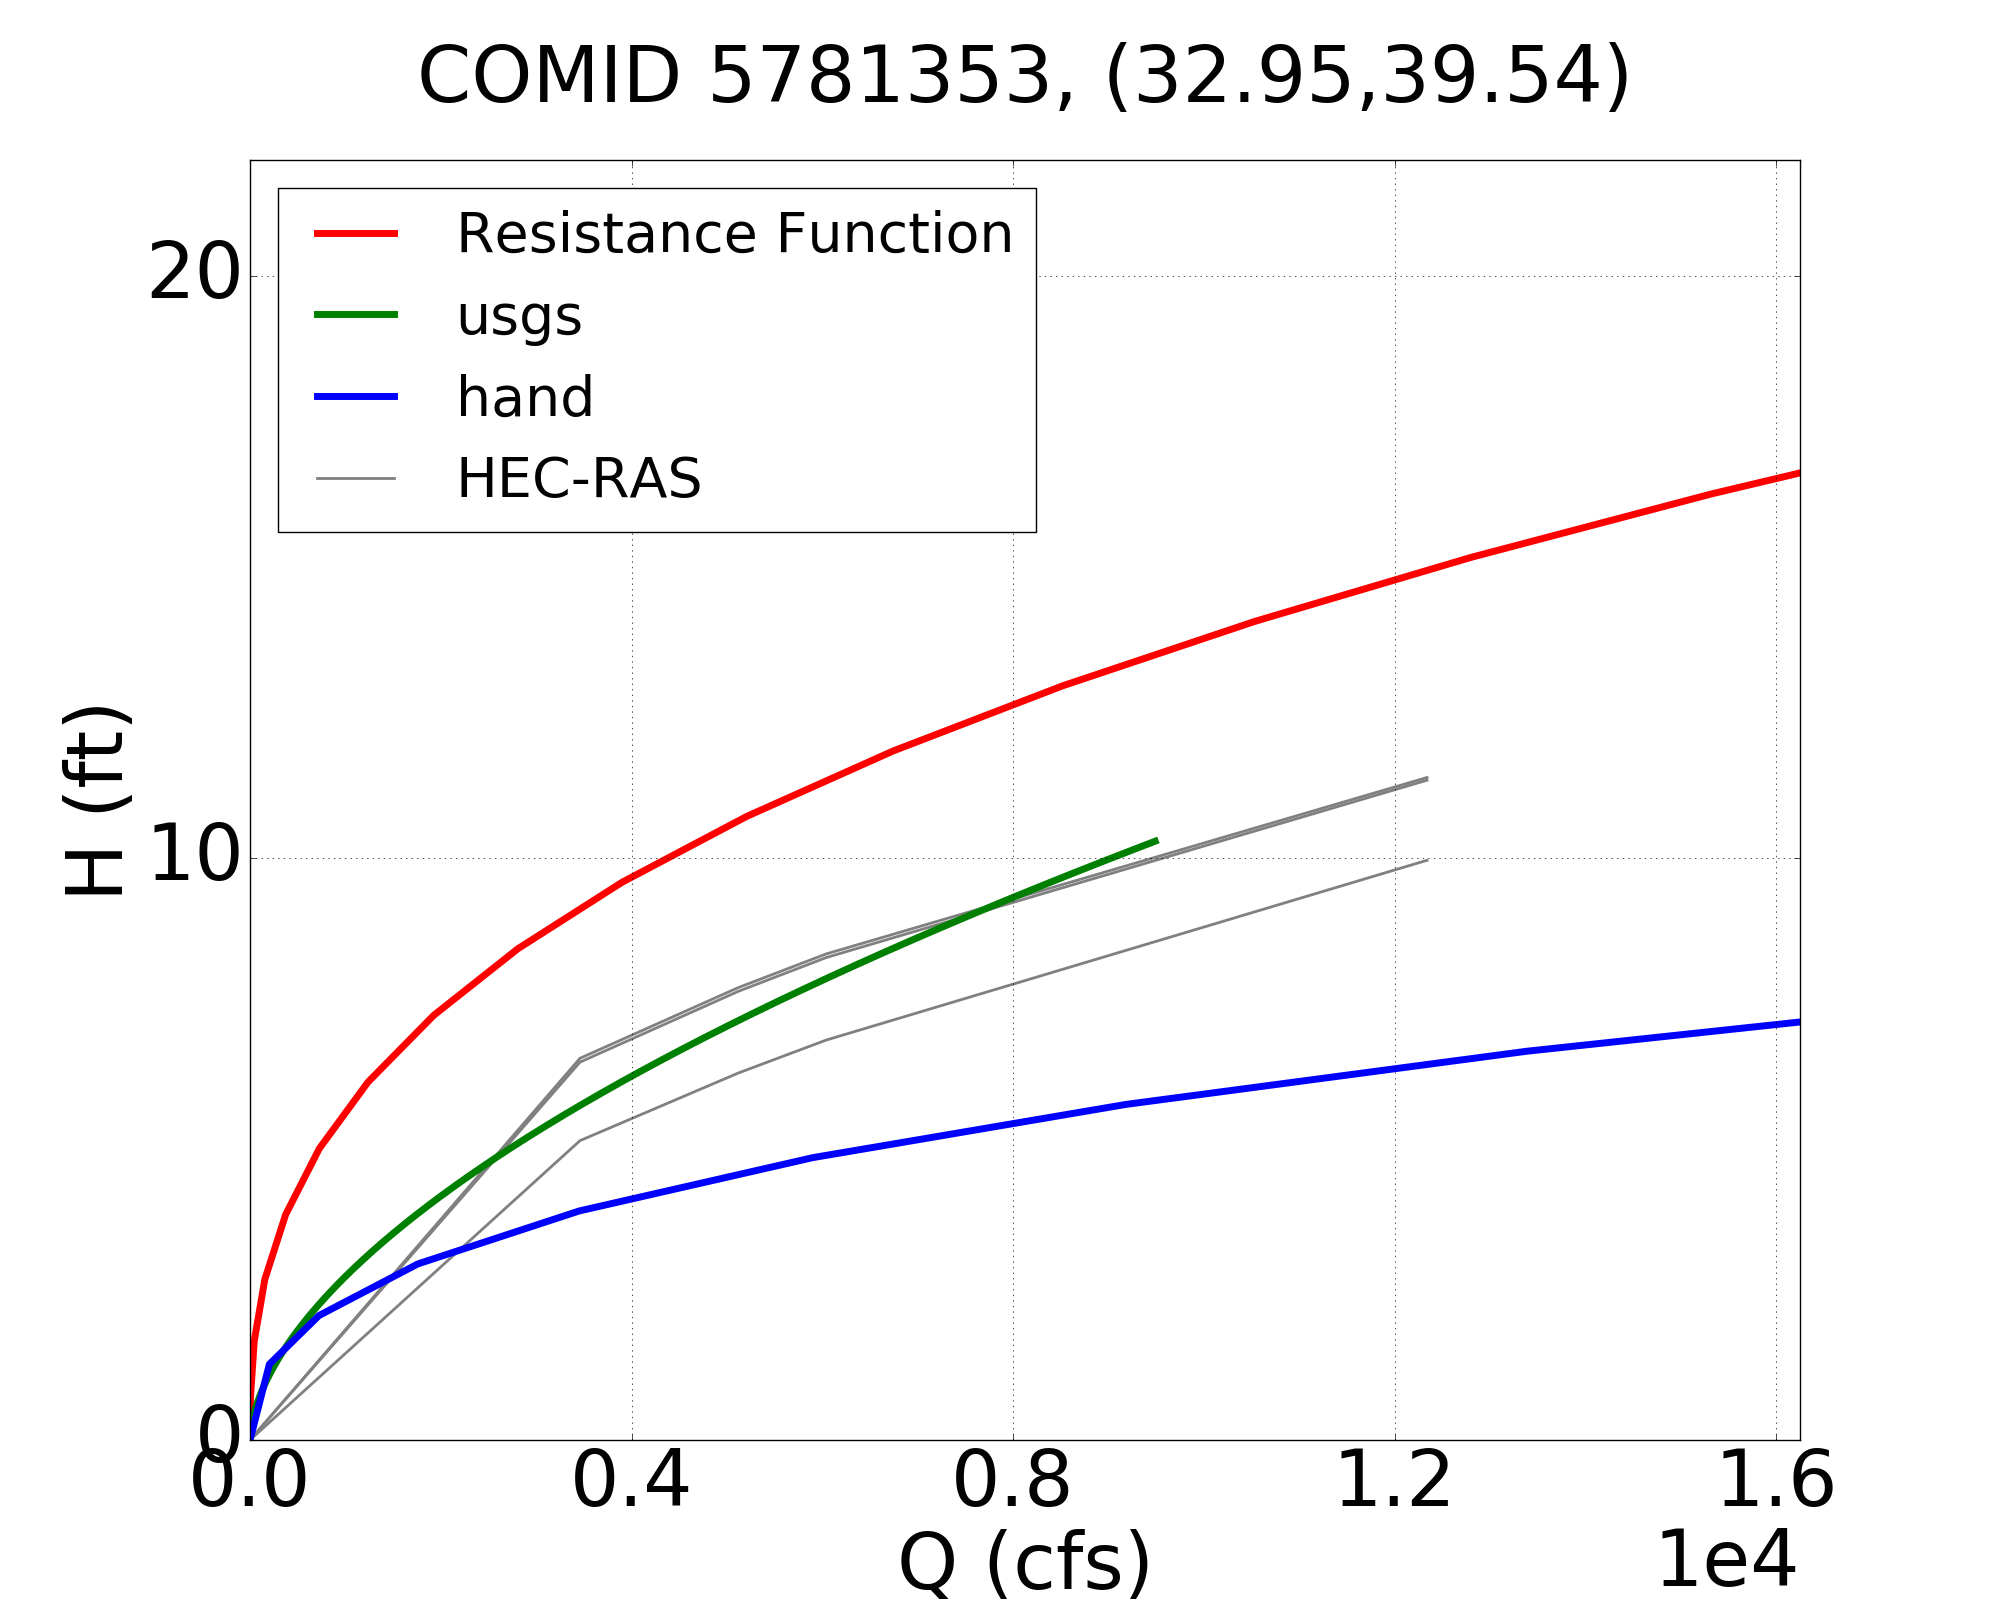 COMID 5781353, (32.95,39.54)
Resistance Function
usgs
hand
HEC-RAS
20
10
0
H (ft)
0.0 0.4 0.8 1.2 1.6
1e4
Q (cfs)